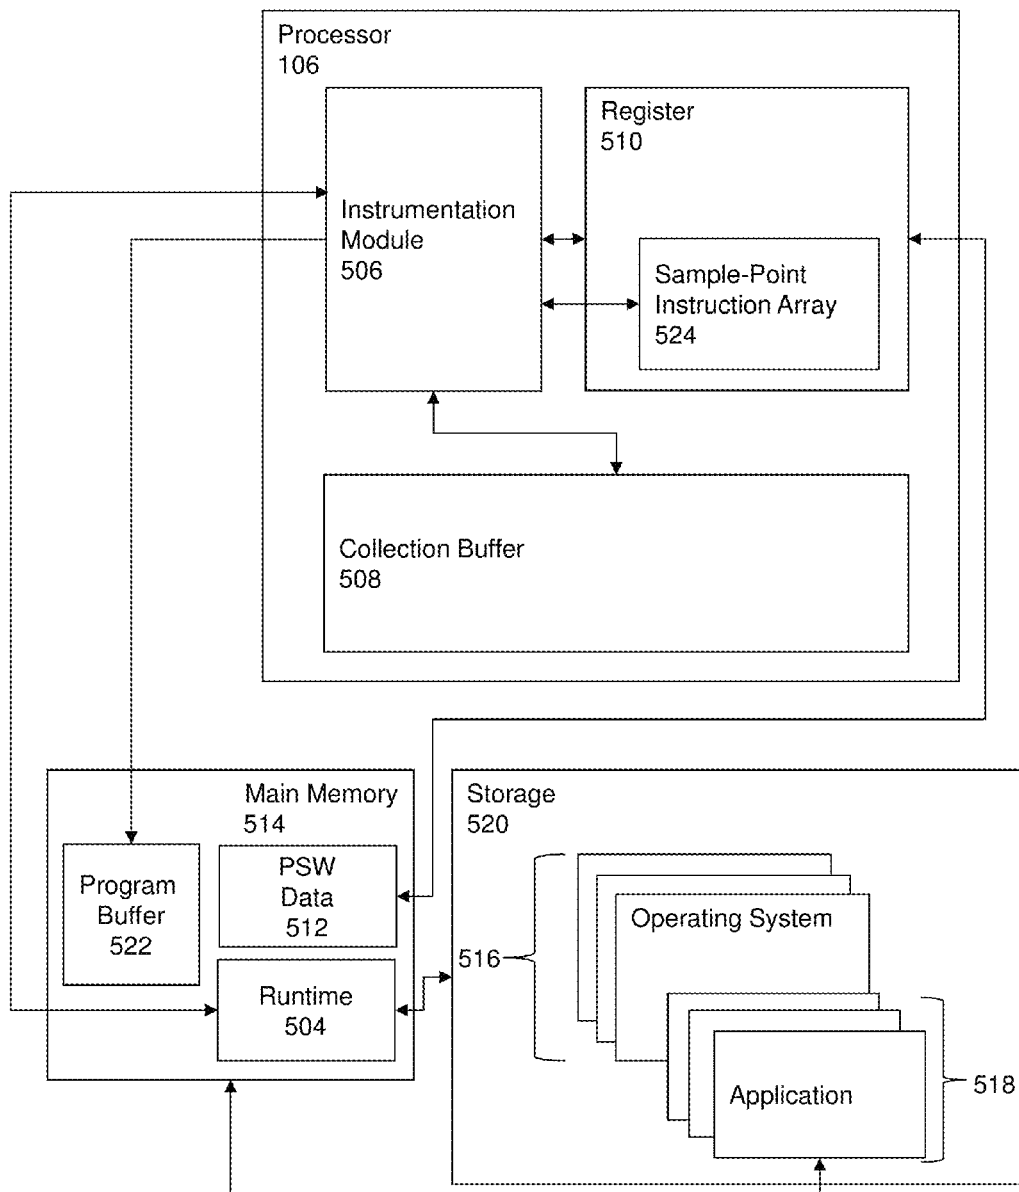 Processor
106
Instrumentation
Module
506
Register
510
Sample-Point
Instruction Array
524
Collection Buffer
508
Main Memory
514
Program
Buffer
522
PSW
Data
512
Runtime
504
Storage
520
Operating System
516
Application
518